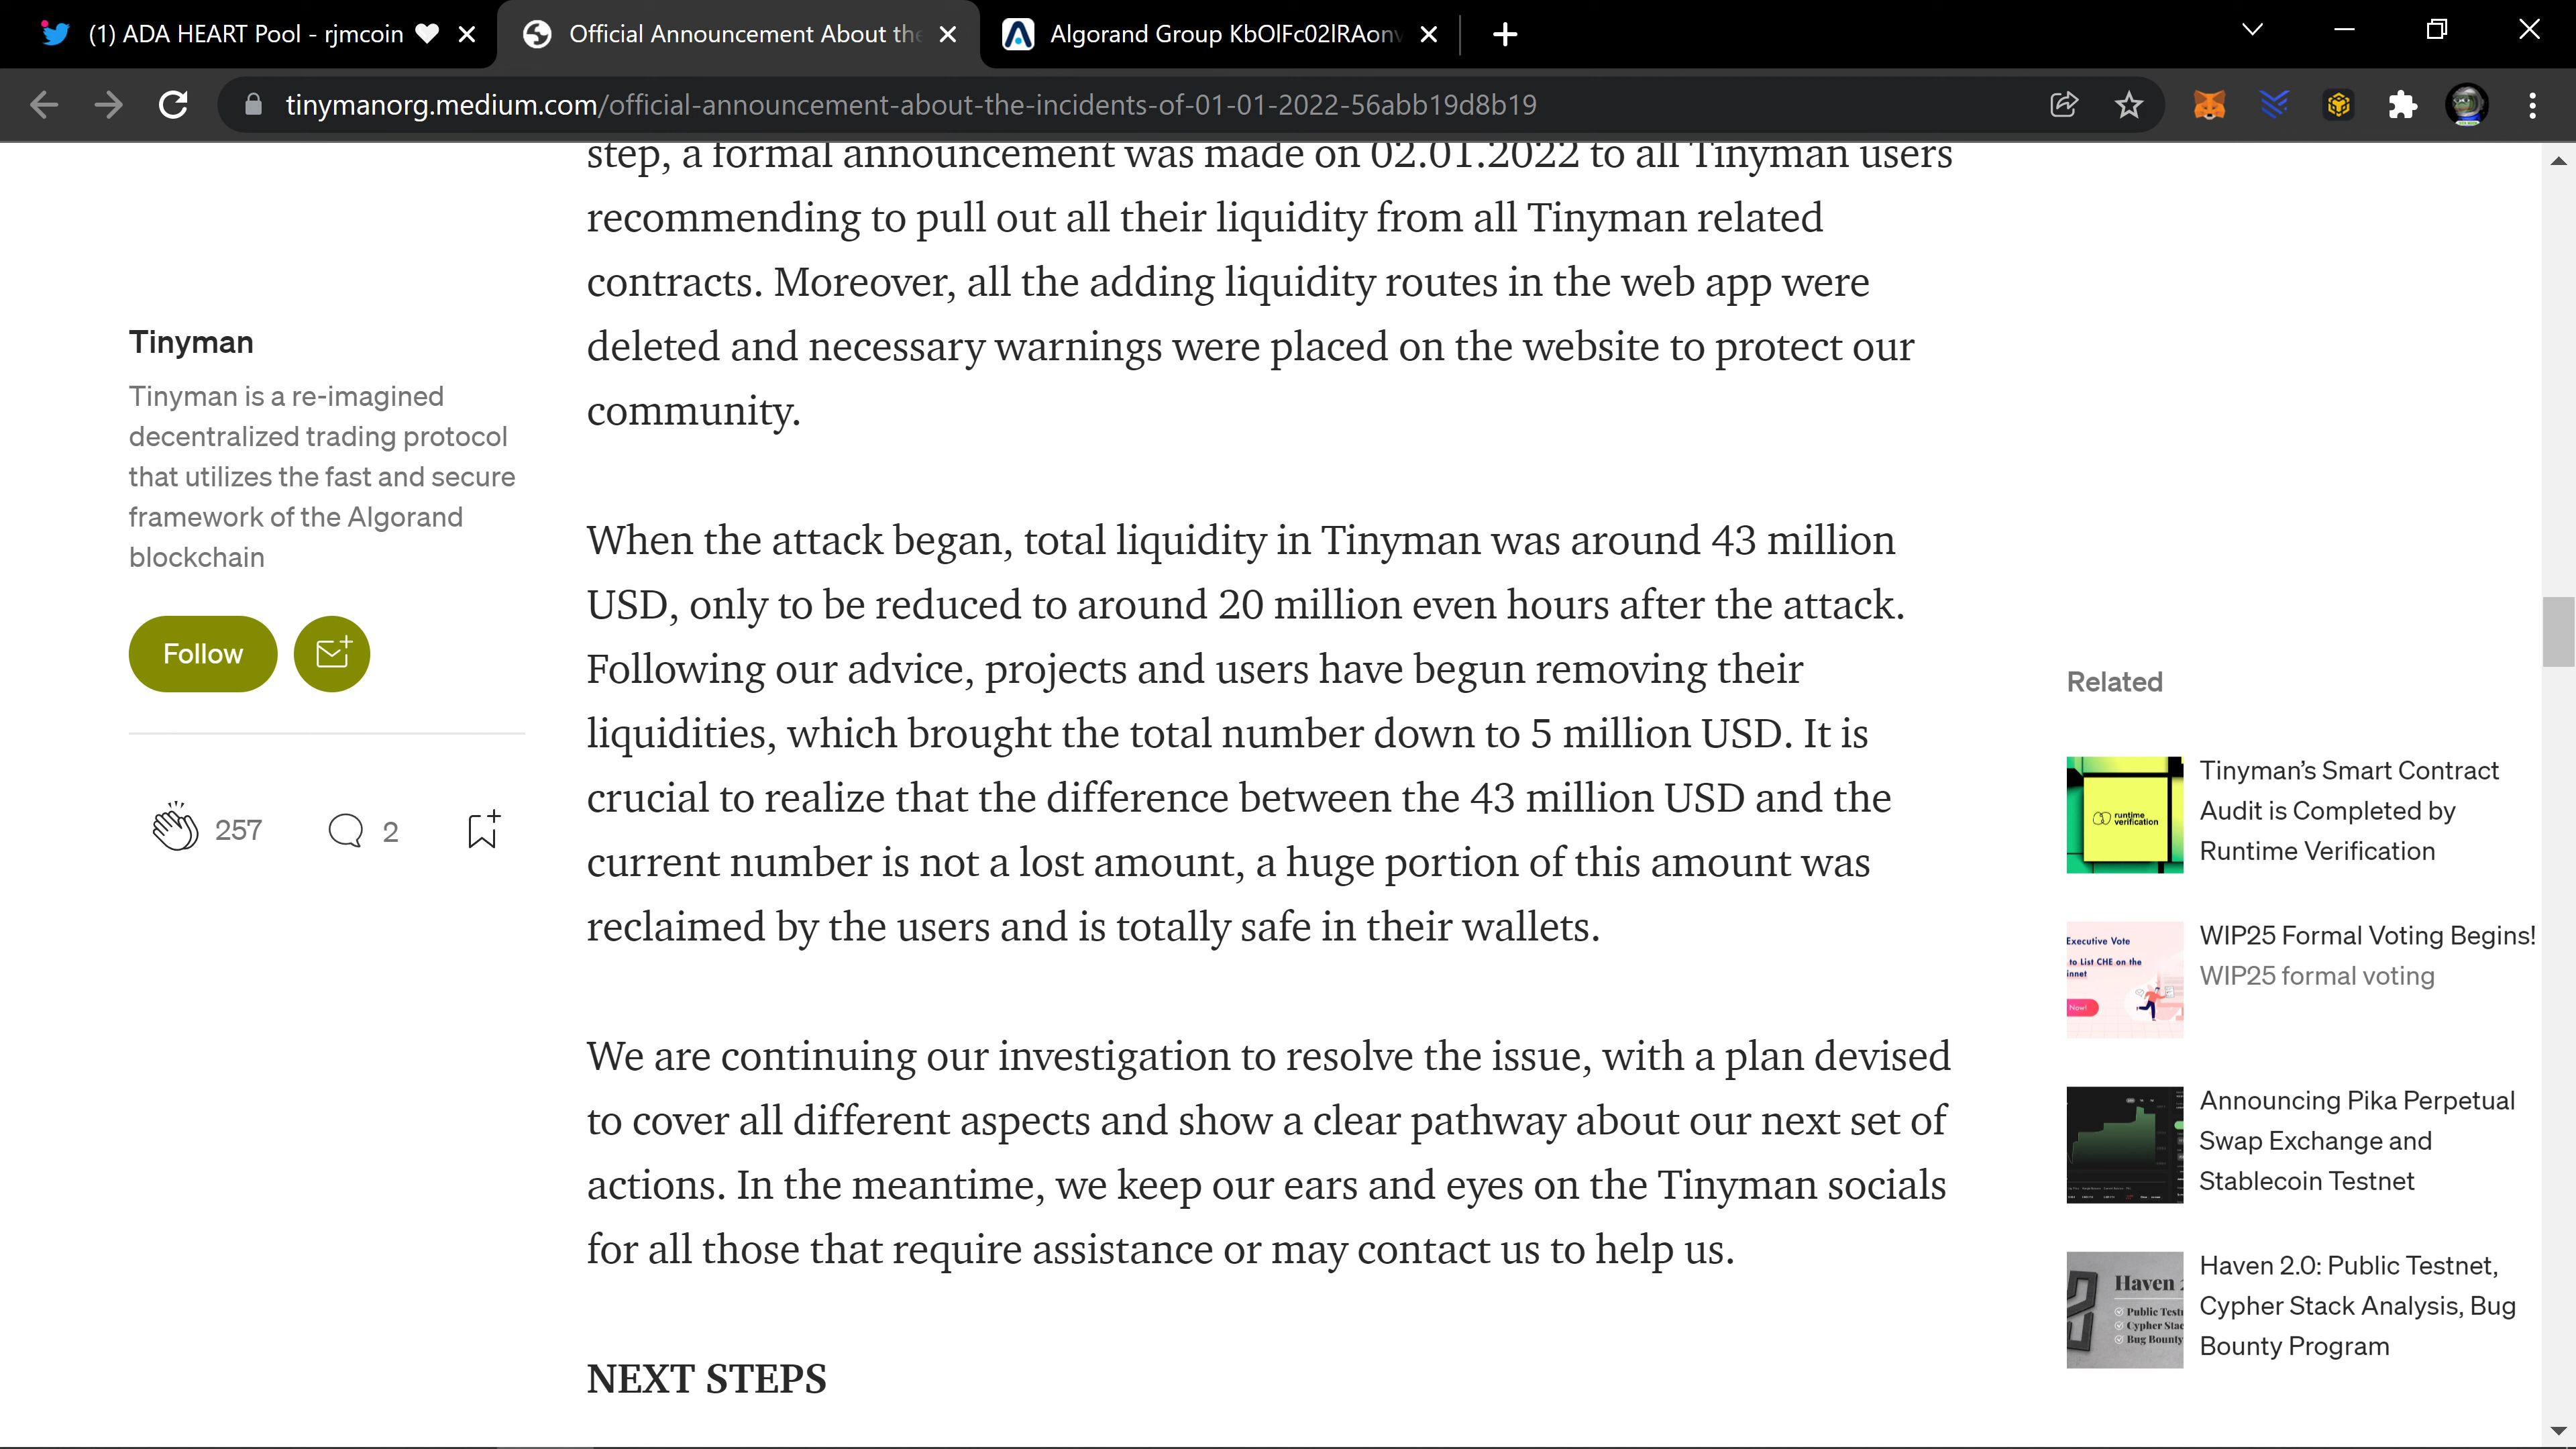 (1) ADA HEART Pool - rjmcoin
Official Announcement About the
Algorand Group KbOlFc02lRAonv
tinymanorg.medium.com/official-announcement-about-the-incidents-of-01-01-2022-56abb19d8b19
step, a formal announcement was made on 02.01.2022 to all Tinyman users
recommending to pull out all their liquidity from all Tinyman related
contracts. Moreover, all the adding liquidity routes in the web app were
deleted and necessary warnings were placed on the website to protect our
community.
When the attack began, total liquidity in Tinyman was around 43 million
USD, only to be reduced to around 20 million even hours after the attack.
Following our advice, projects and users have begun removing their
liquidities, which brought the total number down to 5 million USD. It is
crucial to realize that the difference between the 43 million USD and the
current number is not a lost amount, a huge portion of this amount was
reclaimed by the users and is totally safe in their wallets.
We are continuing our investigation to resolve the issue, with a plan devised
to cover all different aspects and show a clear pathway about our next set of
actions. In the meantime, we keep our ears and eyes on the Tinyman socials
for all those that require assistance or may contact us to help us.
NEXT STEPS
Tinyman
Tinyman is a re-imagined
decentralized trading protocol
that utilizes the fast and secure
framework of the Algorand
blockchain
Follow
257
2
Related
runtime
verification
Tinyman's Smart Contract
Audit is Completed by
Runtime Verification
Executive Vote
to List CHE on the
innet
Now!
WIP25 Formal Voting Begins!
WIP25 formal voting
Announcing Pika Perpetual
Swap Exchange and
Stablecoin Testnet
Haven 2
Public Testn
Cypher Stac
Bug Bounty
Haven 2.0: Public Testnet,
Cypher Stack Analysis, Bug
Bounty Program